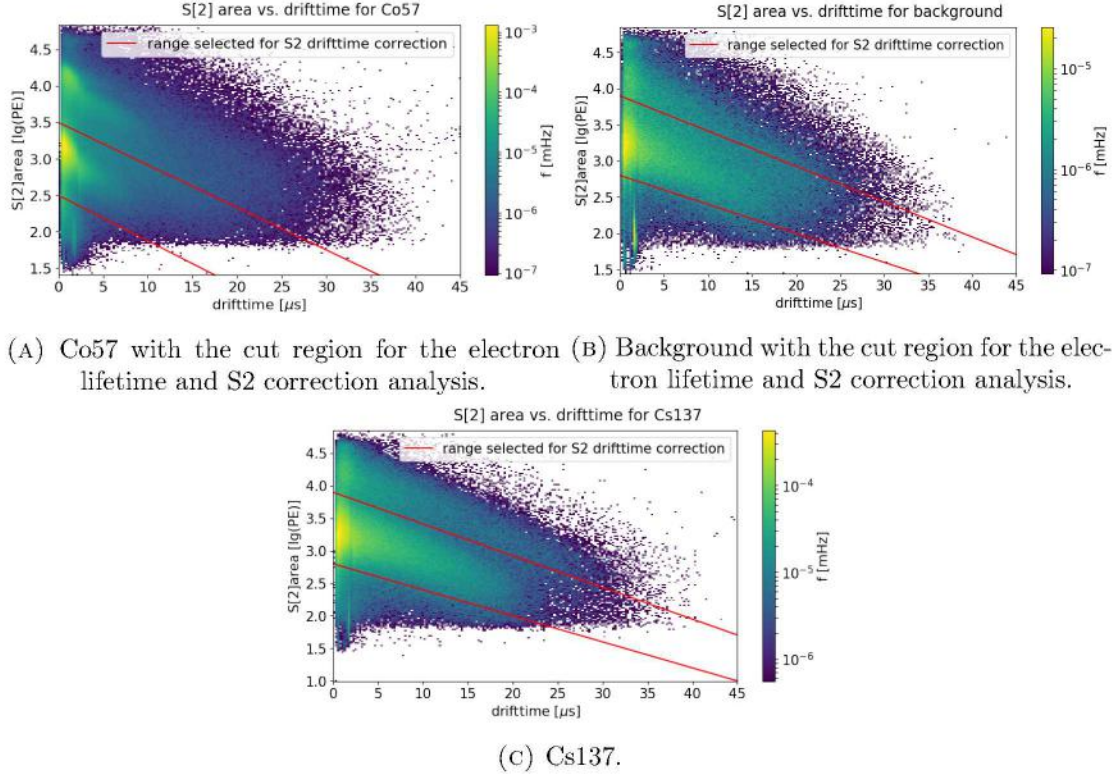 S[2] area vs. drifttime for Co57
range selected for S2 drifttime correction
S[2]area [lg(PE)]
4.5
4.0
3.5
3.0
2.5
2.0
1.5
0 5 10 15 20 25 30 35 40 45
drifttime [μs]
10⁻³
10⁻⁴
10⁻⁵
10⁻⁶
10⁻⁷
f [mHz]
S[2] area vs. drifttime for background
range selected for S2 drifttime correction
S[2]area [lg(PE)]
4.5
4.0
3.5
3.0
2.5
2.0
1.5
0 5 10 15 20 25 30 35 40 45
drifttime [μs]
10⁻⁵
10⁻⁶
10⁻⁷
f [mHz]
(A) Co57 with the cut region for the electron
lifetime and S2 correction analysis.
(B) Background with the cut region for the elec-
tron lifetime and S2 correction analysis.
S[2] area vs. drifttime for Cs137
range selected for S2 drifttime correction
S[2]area [lg(PE)]
4.5
4.0
3.5
3.0
2.5
2.0
1.5
1.0
0 5 10 15 20 25 30 35 40 45
drifttime [μs]
10⁻⁴
10⁻⁵
10⁻⁶
f [mHz]
(C) Cs137.